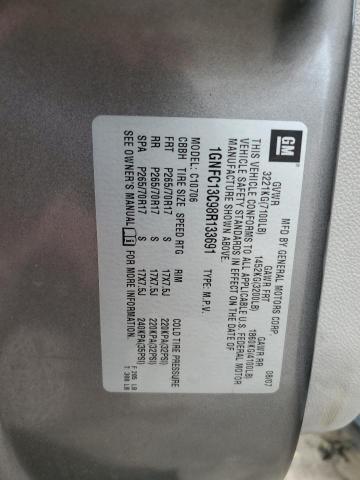 GM
MFD BY GENERAL MOTORS CORP 08/07
GVWR GAWR FRT GAWR RR
3221KG(7100LB) 1452KG(3200LB) 1860KG(4100LB)
THIS VEHICLE CONFORMS TO ALL APPLICABLE U.S. FEDERAL MOTOR
VEHICLE SAFETY STANDARDS IN EFFECT ON THE DATE OF
MANUFACTURE SHOWN ABOVE.
1GNFC13C98R133691 TYPE: M.P.V.
MODEL: C10706
CBBH TIRE SIZE SPEED RTG RIM COLD TIRE PRESSURE
FRT P265/70R17 S 17X7.5J 220KPA(32PSI)
RR P265/70R17 S 17X7.5J 220KPA(32PSI)
SPA P265/70R17 S 17X7.5J 240KPA(35PSI)
SEE OWNER'S MANUAL i FOR MORE INFORMATION.